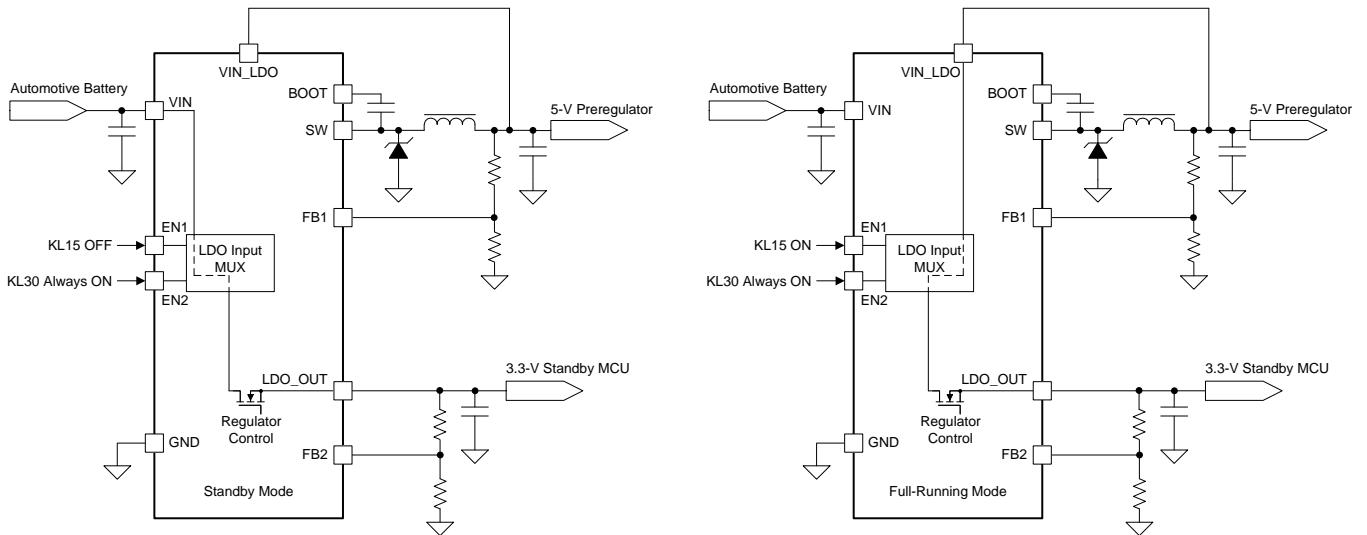 VIN_LDO
Automotive Battery
VIN
BOOT
SW
5-V Preregulator
FB1
EN1
KL15 OFF
LDO Input
MUX
KL30 Always ON
EN2
LDO_OUT
3.3-V Standby MCU
Regulator
Control
GND
FB2
Standby Mode
VIN_LDO
Automotive Battery
VIN
BOOT
SW
5-V Preregulator
FB1
EN1
KL15 ON
LDO Input
MUX
KL30 Always ON
EN2
LDO_OUT
3.3-V Standby MCU
Regulator
Control
GND
FB2
Full-Running Mode